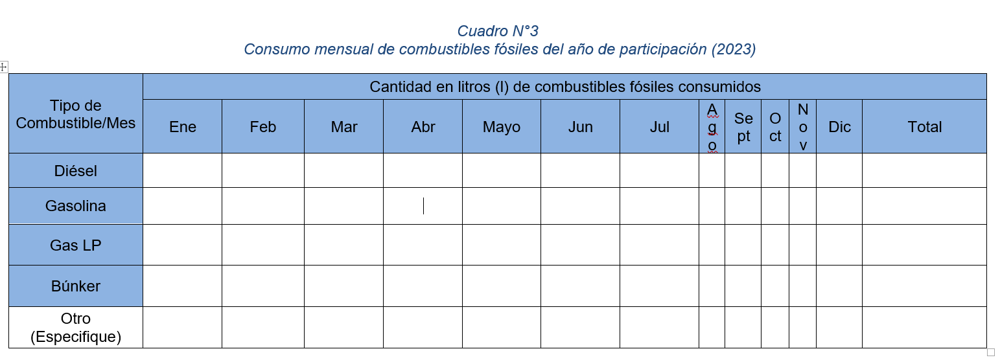 Cuadro N°3
Consumo mensual de combustibles fósiles del año de participación (2023)
Cantidad en litros (l) de combustibles fósiles consumidos
Tipo de
Combustible/Mes
Ene Feb Mar Abr Mayo Jun Jul Ago Sept Oct Nov Dic Total
Diésel
Gasolina
Gas LP
Búnker
Otro
(Especifique)